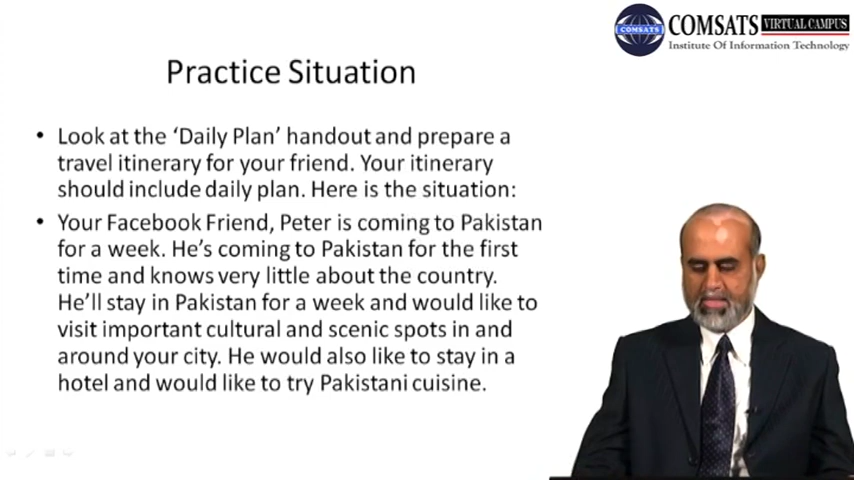 COMSATS VIRTUAL CAMPUS
COMSATS
Institute Of Information Technology
Practice Situation
• Look at the ‘Daily Plan’ handout and prepare a
travel itinerary for your friend. Your itinerary
should include daily plan. Here is the situation:
• Your Facebook Friend, Peter is coming to Pakistan
for a week. He’s coming to Pakistan for the first
time and knows very little about the country.
He’ll stay in Pakistan for a week and would like to
visit important cultural and scenic spots in and
around your city. He would also like to stay in a
hotel and would like to try Pakistani cuisine.